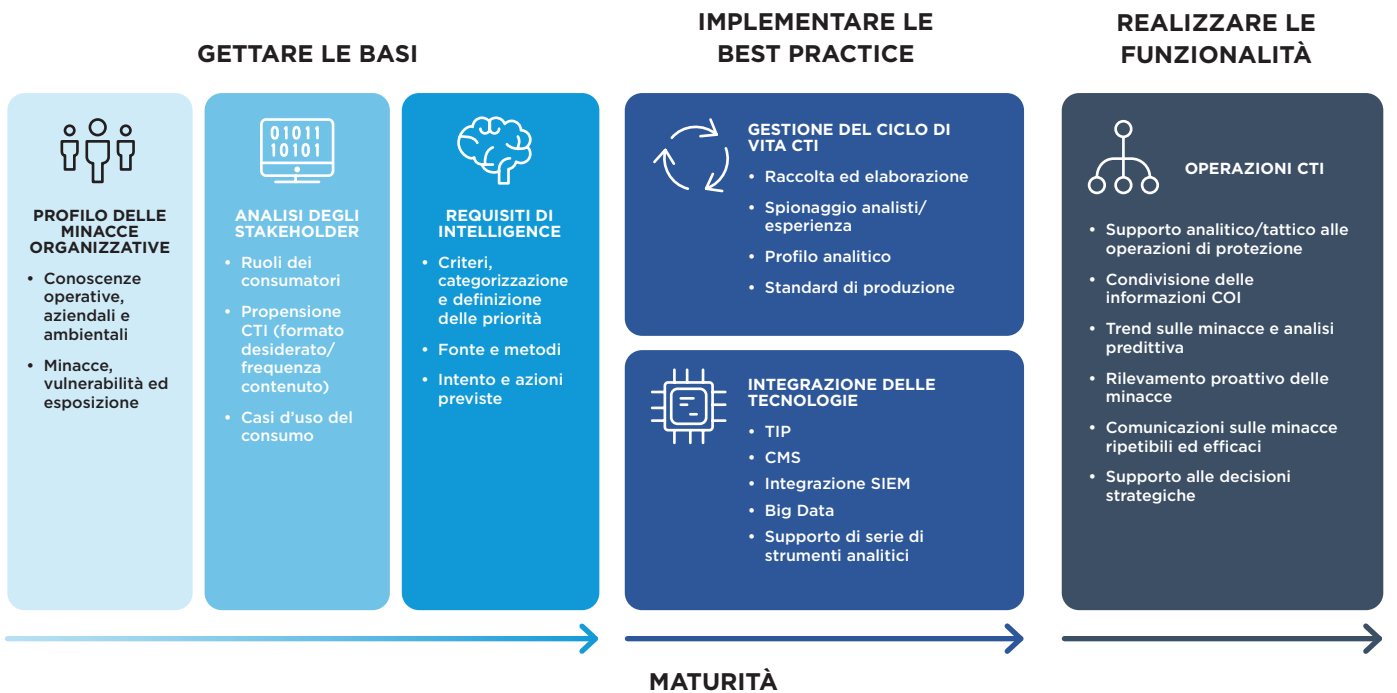 GETTARE LE BASI
IMPLEMENTARE LE
BEST PRACTICE
REALIZZARE LE
FUNZIONALITÀ
PROFILO DELLE
MINACCE
ORGANIZZATIVE
• Conoscenze
operative,
aziendali e
ambientali
• Minacce,
vulnerabilità ed
esposizione
01011
10101
ANALISI DEGLI
STAKEHOLDER
• Ruoli dei
consumatori
• Propensione
CTI (formato
desiderato/
frequenza
contenuto)
• Casi d’uso del
consumo
REQUISITI DI
INTELLIGENCE
• Criteri,
categorizzazione
e definizione
delle priorità
• Fonte e metodi
• Intento e azioni
previste
GESTIONE DEL CICLO DI
VITA CTI
• Raccolta ed elaborazione
• Spionaggio analisti/
esperienza
• Profilo analitico
• Standard di produzione
INTEGRAZIONE DELLE
TECNOLOGIE
• TIP
• CMS
• Integrazione SIEM
• Big Data
• Supporto di serie di
strumenti analitici
OPERAZIONI CTI
• Supporto analitico/tattico alle
operazioni di protezione
• Condivisione delle
informazioni COI
• Trend sulle minacce e analisi
predittiva
• Rilevamento proattivo delle
minacce
• Comunicazioni sulle minacce
ripetibili ed efficaci
• Supporto alle decisioni
strategiche
MATURITÀ